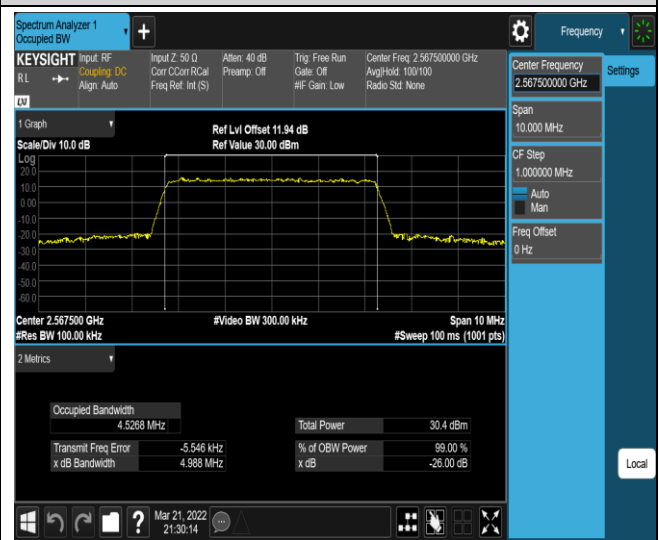 Spectrum Analyzer 1
Occupied BW
Frequency
KEYSIGHT
RL
LXI
Input: RF
Coupling: DC
Align: Auto
Input Z: 50 Ω
Corr CCorr RCal
Freq Ref: Int (S)
Atten: 40 dB
Preamp: Off
Trig: Free Run
Gate: Off
#IF Gain: Low
Center Freq: 2.567500000 GHz
Avg|Hold: 100/100
Radio Std: None
Center Frequency
2.567500000 GHz
Settings
Span
10.000 MHz
CF Step
1.000000 MHz
Auto
Man
Freq Offset
0 Hz
1 Graph
Scale/Div 10.0 dB
Ref Lvl Offset 11.94 dB
Ref Value 30.00 dBm
Log
20.0
10.0
0.00
-10.0
-20.0
-30.0
-40.0
-50.0
-60.0
Center 2.567500 GHz
#Video BW 300.00 kHz
Span 10 MHz
#Res BW 100.00 kHz
#Sweep 100 ms (1001 pts)
2 Metrics
Occupied Bandwidth
4.5268 MHz
Total Power 30.4 dBm
Transmit Freq Error -5.546 kHz
% of OBW Power 99.00 %
x dB Bandwidth 4.988 MHz
x dB -26.00 dB
Local
?
Mar 21, 2022
21:30:14